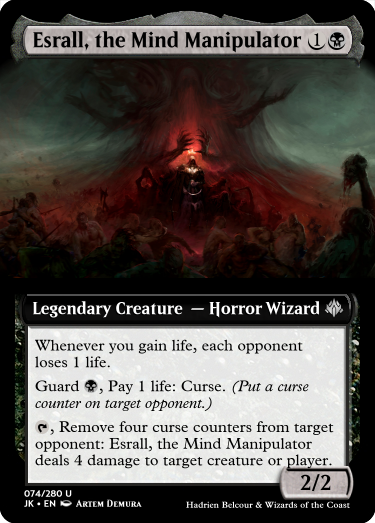 Esrall, the Mind Manipulator 1
Legendary Creature — Horror Wizard
Whenever you gain life, each opponent
loses 1 life.
Guard , Pay 1 life: Curse. (Put a curse
counter on target opponent.)
, Remove four curse counters from target
opponent: Esrall, the Mind Manipulator
deals 4 damage to target creature or player.
2/2
074/280 U
JK • EN Artem Demura
Hadrien Belcour & Wizards of the Coast